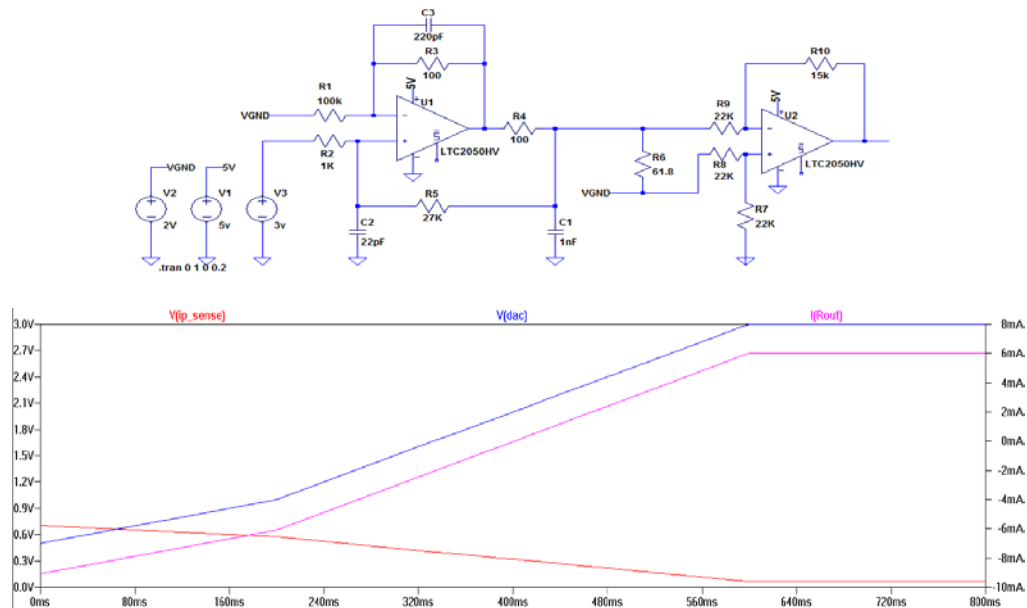 C3
220pF
R3
100
R10
15k
R1
100k
5V
U1
5V
U2
VGND
R4
100
R9
22K
R2
1K
LTC2050HV
R6
61.8
R8
22K
LTC2050HV
VGND
VGND
5V
V2
2V
V1
5v
V3
3v
R5
27K
R7
22K
C2
22pF
C1
1nF
.tran 0 1 0 0.2
V(ip_sense) V(dac) I(Rout)
3.0V 8mA
2.7V 6mA
2.4V 4mA
2.1V 2mA
1.8V 0mA
1.5V -2mA
1.2V -4mA
0.9V -6mA
0.6V -8mA
0.3V
0.0V -10mA
0ms 80ms 160ms 240ms 320ms 400ms 480ms 560ms 640ms 720ms 800ms